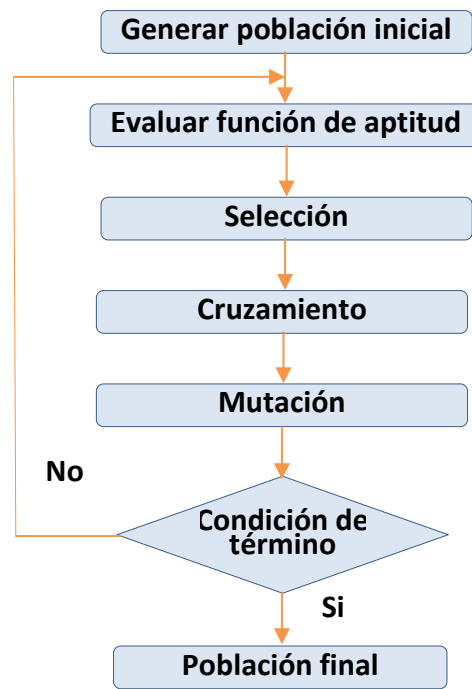 Generar población inicial
Evaluar función de aptitud
Selección
Cruzamiento
Mutación
No
Condición de
término
Si
Población final